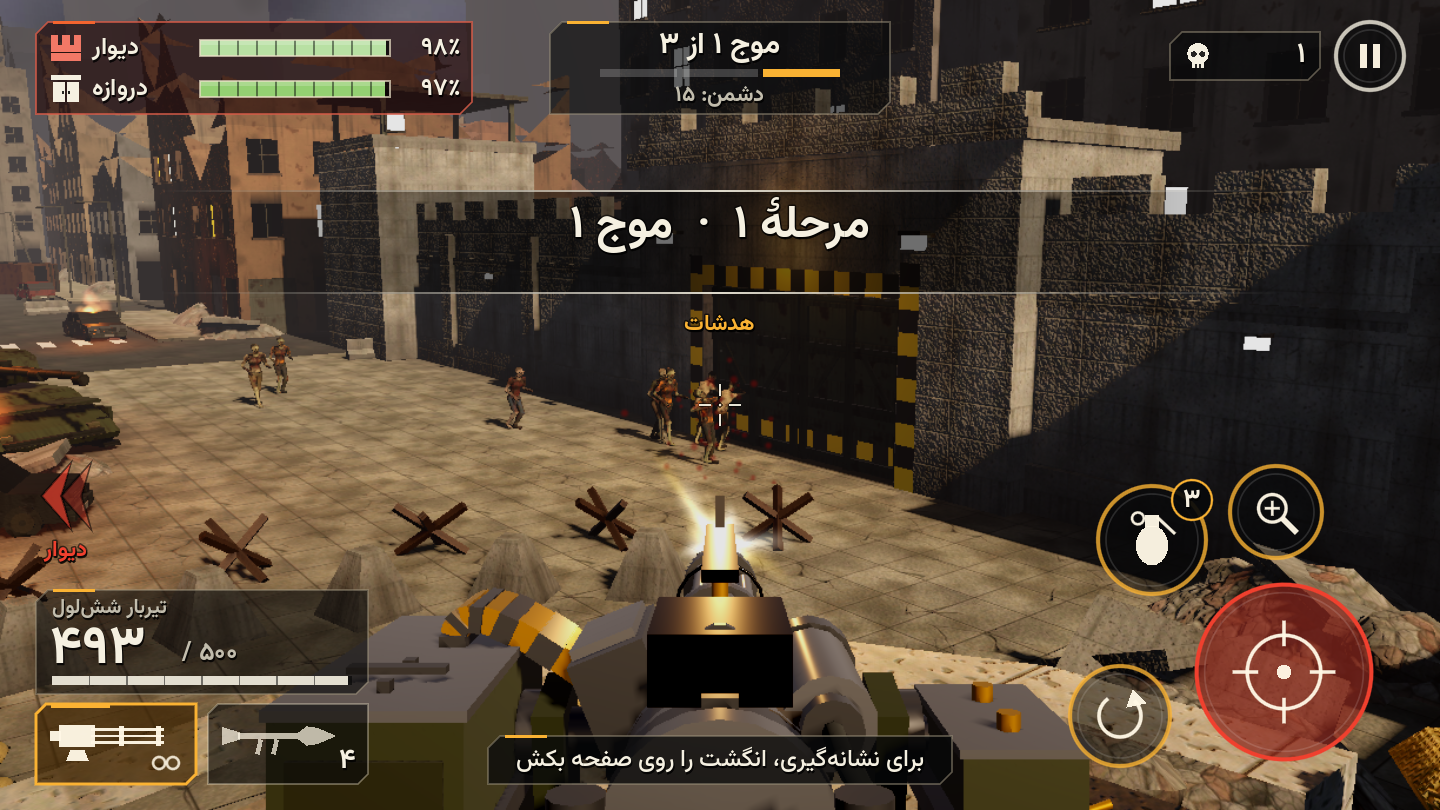 دیوار ۹۸٪
دروازه ۹۷٪
موج ۱ از ۳
دشمن: ۱۵
۱
مرحلهٔ ۱ · موج ۱
هدشات
دیوار
۳
تیربار شش‌لول
۴۹۳ / ۵۰۰
∞
۴
برای نشانه‌گیری، انگشت را روی صفحه بکش